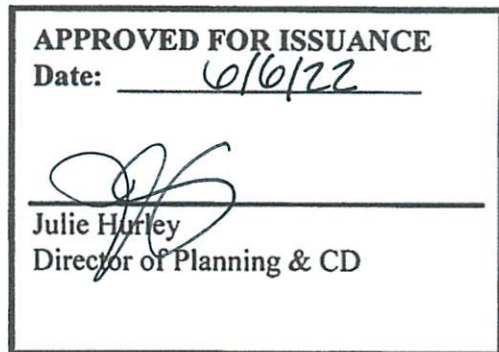 APPROVED FOR ISSUANCE
Date: 6/6/22
Julie Hurley
Director of Planning & CD